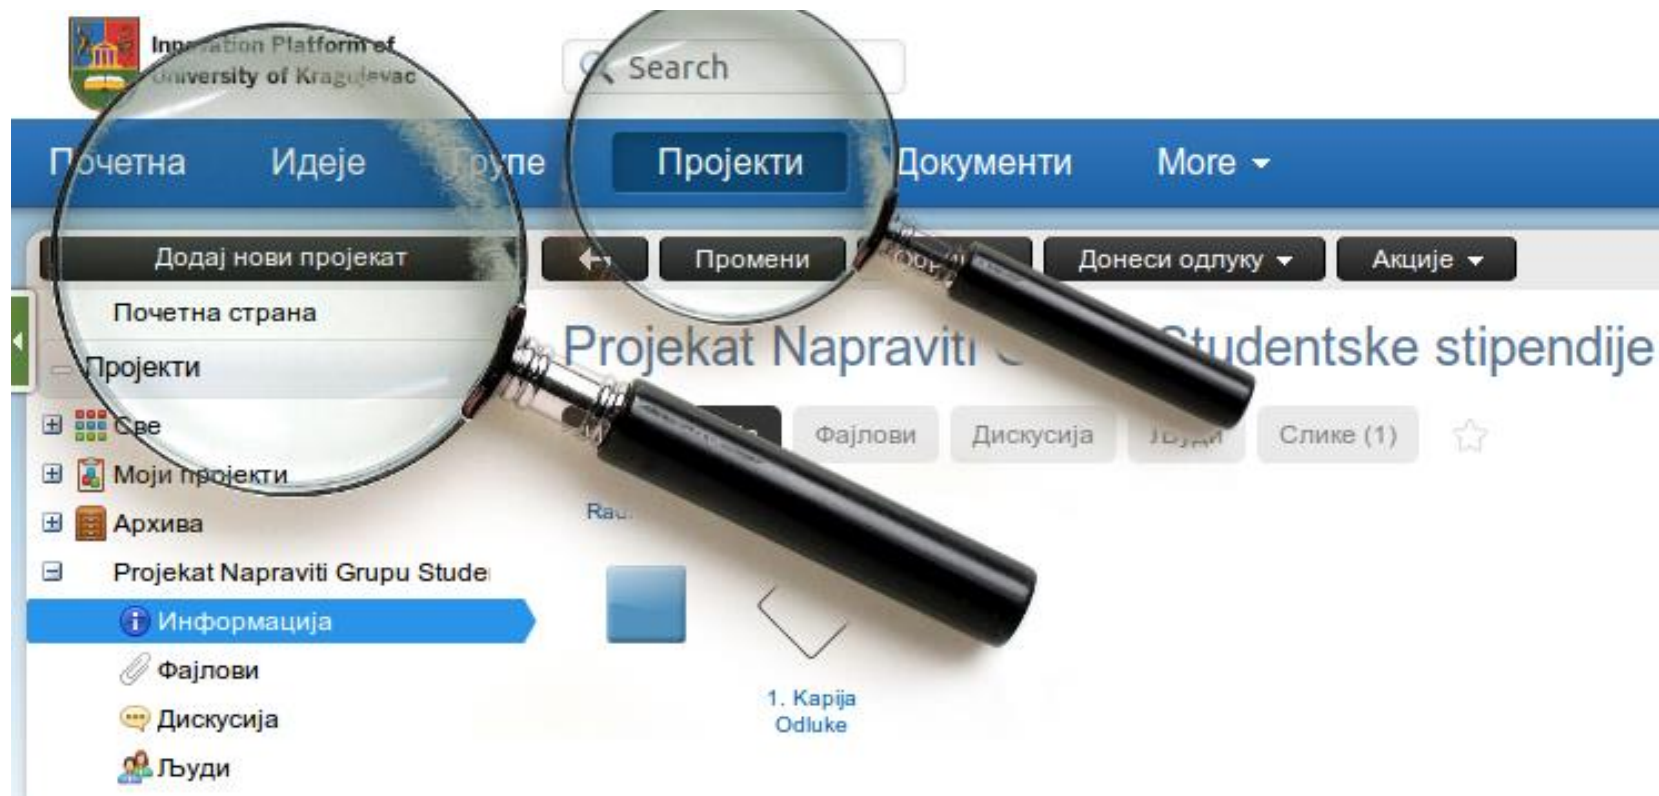 Innovation Platform of
University of Kragujevac
Search
Почетна Идеје Групе Пројекти Документи More
Додај нови пројекат Промени Донеси одлуку Акције
Почетна страна
Projekat Napraviti Studentske stipendije
Пројекти
Све
Фајлови Дискусија Људи Слике (1)
Моји пројекти
Архива
Projekat Napraviti Grupu Stude
Информација
Фајлови
1. Kapija
Odluke
Дискусија
Људи